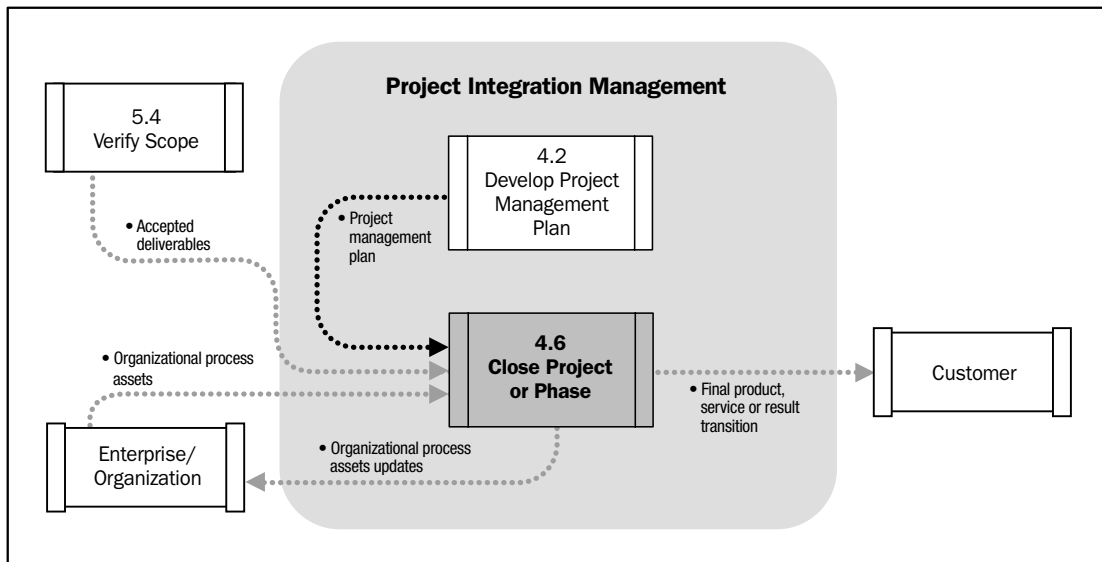 Project Integration Management
5.4
Verify Scope
4.2
Develop Project
Management
Plan
• Accepted
deliverables
• Project
management
plan
4.6
Close Project
or Phase
• Organizational process
assets
Customer
• Final product,
service or result
transition
Enterprise/
Organization
• Organizational process
assets updates